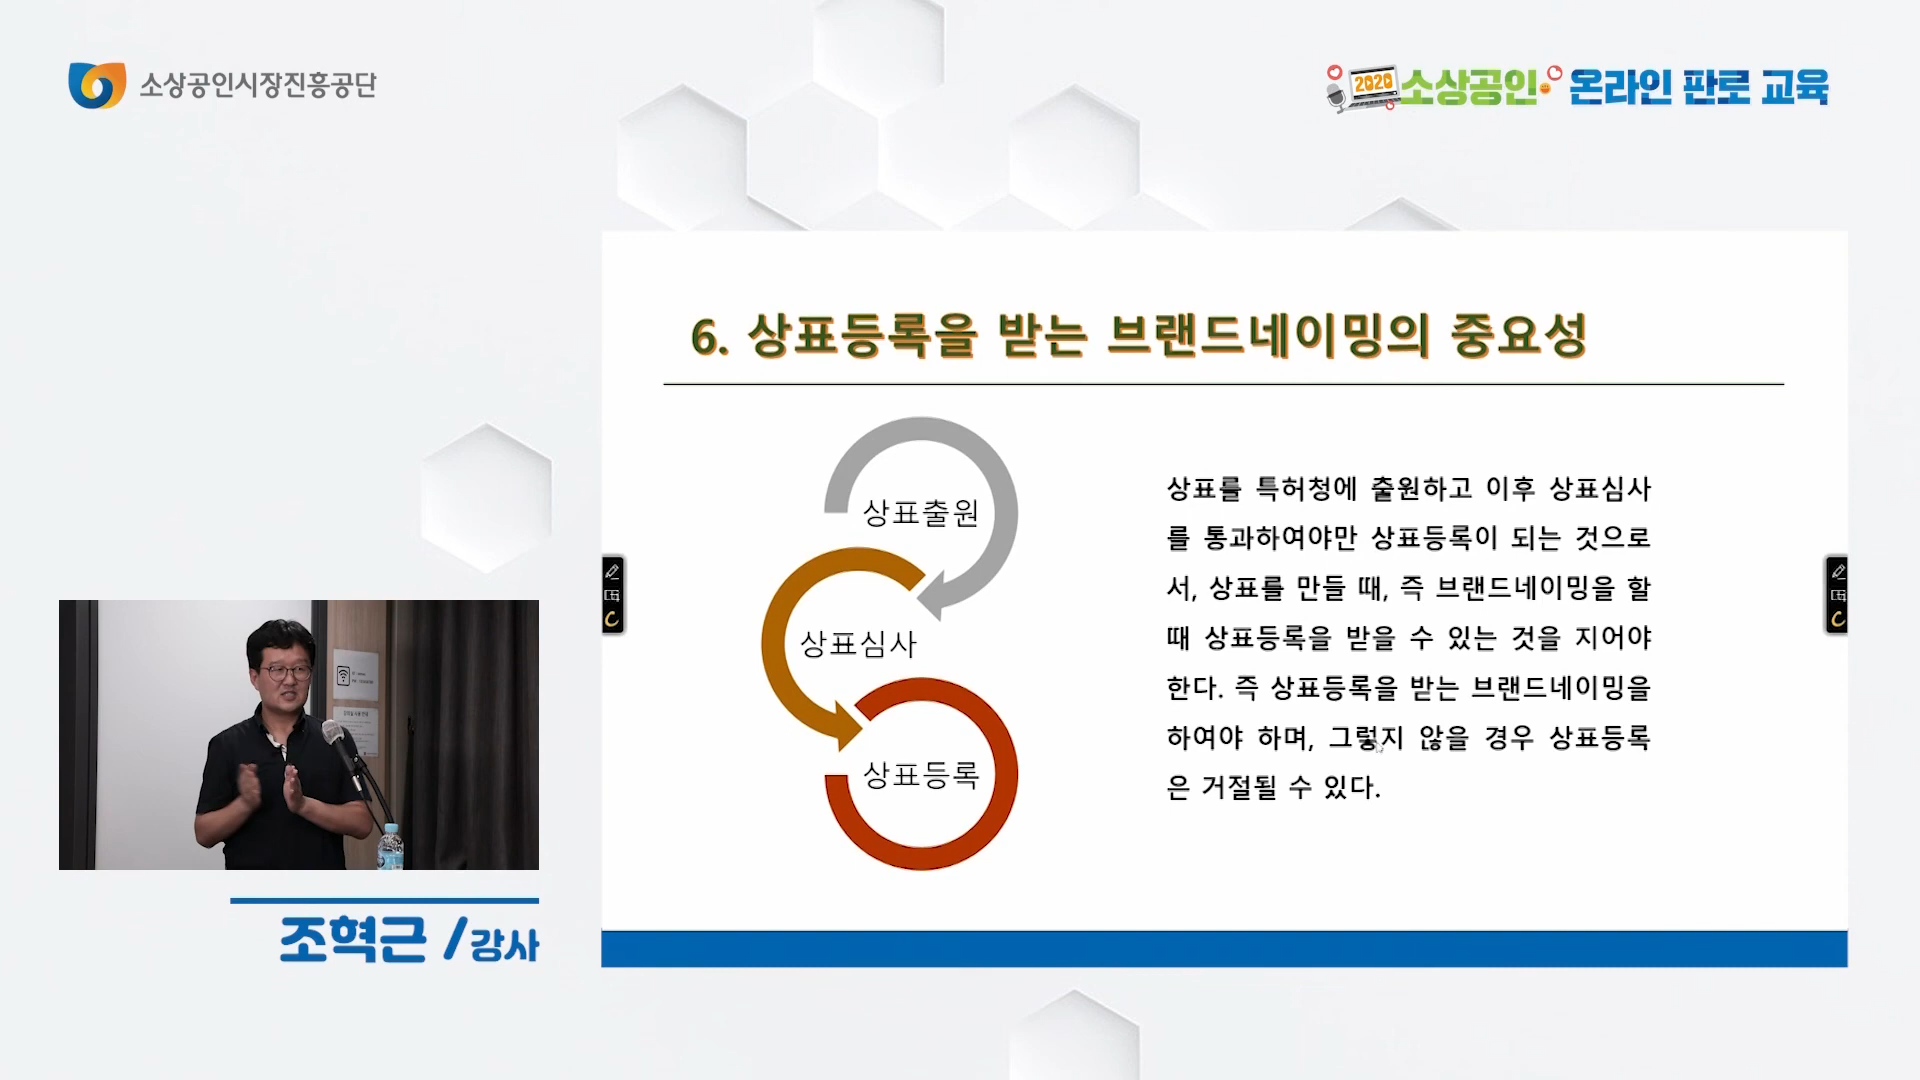 소상공인시장진흥공단
2020 소상공인 온라인 판로 교육
6. 상표등록을 받는 브랜드네이밍의 중요성
상표출원
상표심사
상표등록
상표를 특허청에 출원하고 이후 상표심사
를 통과하여야만 상표등록이 되는 것으로
서, 상표를 만들 때, 즉 브랜드네이밍을 할
때 상표등록을 받을 수 있는 것을 지어야
한다. 즉 상표등록을 받는 브랜드네이밍을
하여야 하며, 그렇지 않을 경우 상표등록
은 거절될 수 있다.
조혁근 / 강사